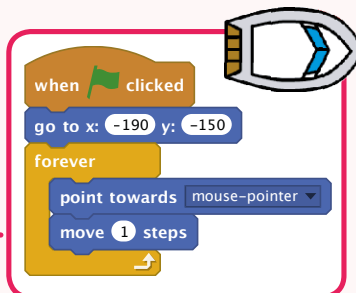 when clicked
go to x: -190 y: -150
forever
point towards mouse-pointer
move 1 steps